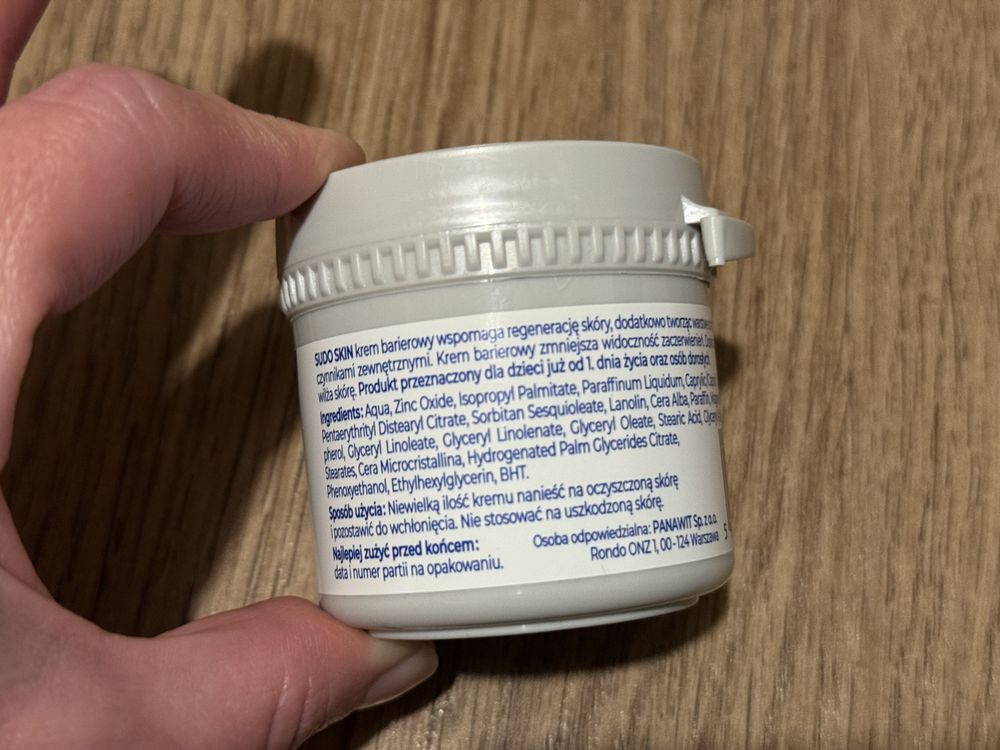 SUDO SKIN krem barierowy wspomaga regenerację skóry, dodatkowo tworząc
czynnikami zewnętrznymi. Krem barierowy zmniejsza widoczność zaczerwienień.
wilża skórę. Produkt przeznaczony dla dzieci już od 1. dnia życia oraz osób dorosłych.
Ingredients: Aqua, Zinc Oxide, Isopropyl Palmitate, Paraffinum Liquidum,
Pentaerythrityl Distearyl Citrate, Sorbitan Sesquioleate, Lanolin, Cera Alba, Paraffin,
pherol, Glyceryl Linoleate, Glyceryl Linolenate, Glyceryl Oleate, Stearic Acid,
Stearates, Cera Microcristallina, Hydrogenated Palm Glycerides Citrate,
Phenoxyethanol, Ethylhexylglycerin, BHT.
Sposób użycia: Niewielką ilość kremu nanieść na oczyszczoną skórę
i pozostawić do wchłonięcia. Nie stosować na uszkodzoną skórę.
Najlepiej zużyć przed końcem:
data i numer partii na opakowaniu.
Osoba odpowiedzialna: PANAWIT Sp. z o.o.
Rondo ONZ 1, 00-124 Warszawa
5